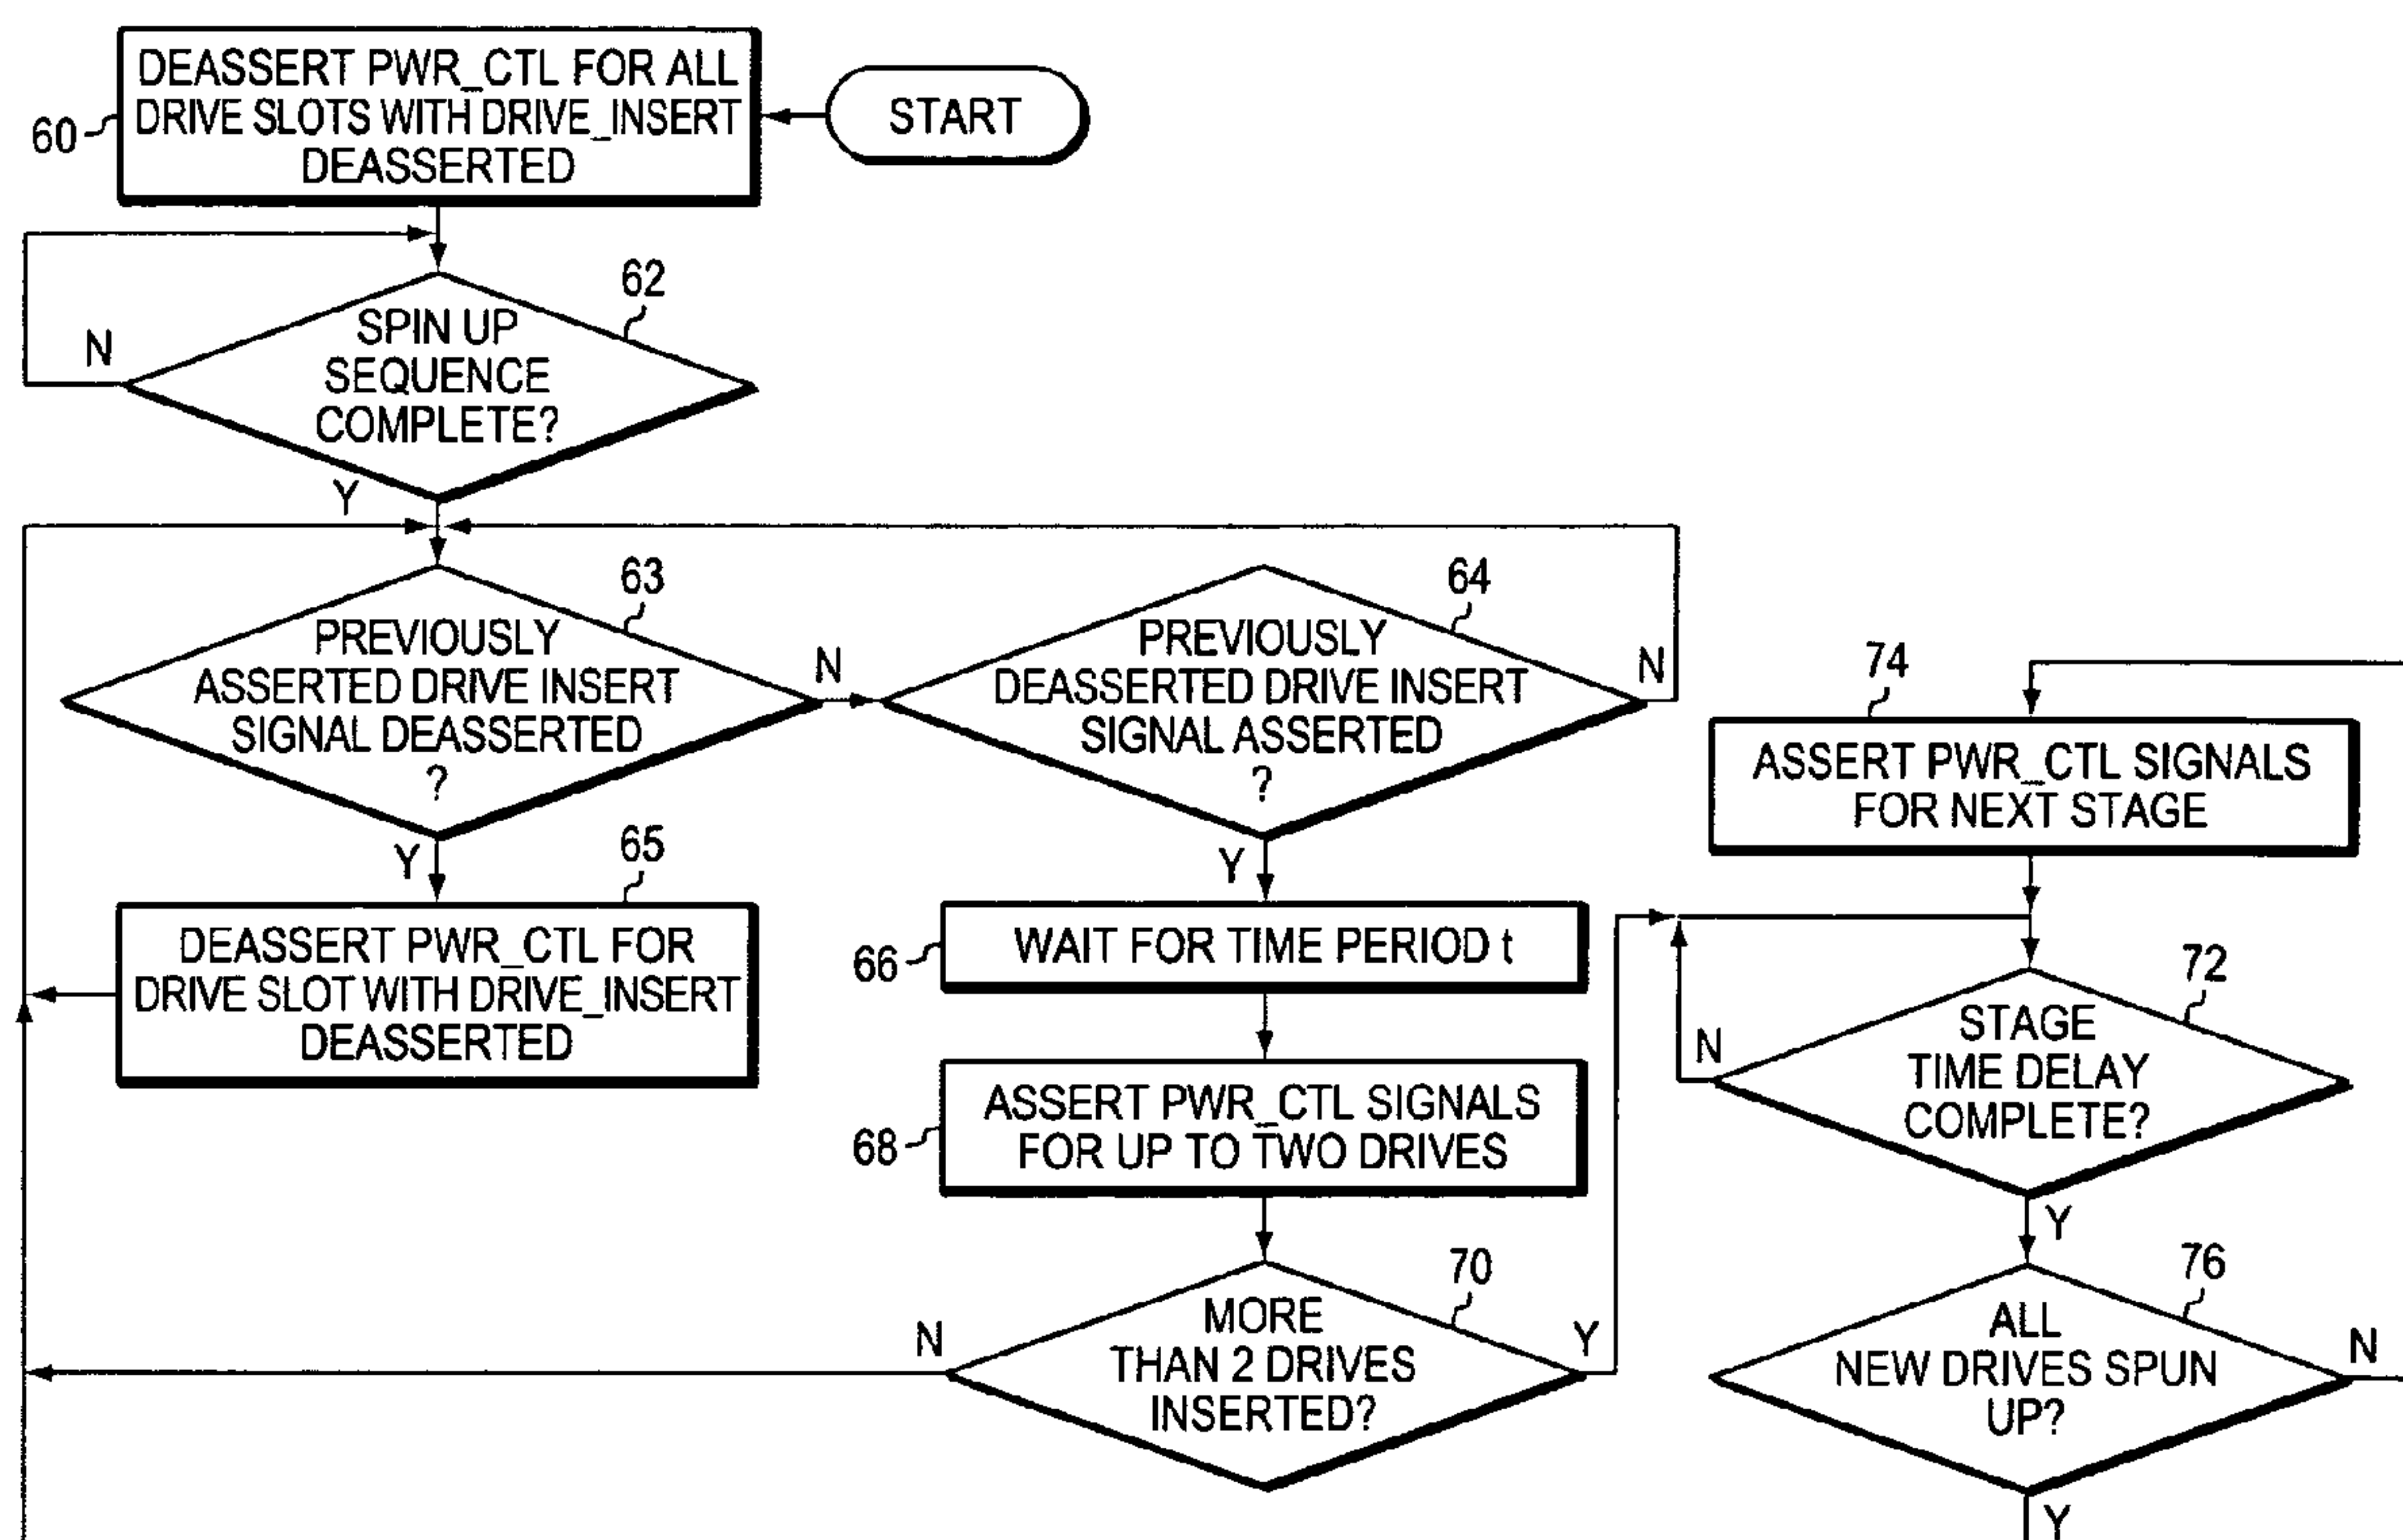 DEASSERT PWR_CTL FOR ALL
DRIVE SLOTS WITH DRIVE_INSERT
DEASSERTED
60
START
62
SPIN UP
SEQUENCE
COMPLETE?
N
Y
63
PREVIOUSLY
ASSERTED DRIVE INSERT
SIGNAL DEASSERTED
?
N
Y
64
PREVIOUSLY
DEASSERTED DRIVE INSERT
SIGNAL ASSERTED
?
N
Y
65
DEASSERT PWR_CTL FOR
DRIVE SLOT WITH DRIVE_INSERT
DEASSERTED
66
WAIT FOR TIME PERIOD t
68
ASSERT PWR_CTL SIGNALS
FOR UP TO TWO DRIVES
70
MORE
THAN 2 DRIVES
INSERTED?
N
Y
74
ASSERT PWR_CTL SIGNALS
FOR NEXT STAGE
72
STAGE
TIME DELAY
COMPLETE?
N
Y
76
ALL
NEW DRIVES SPUN
UP?
N
Y